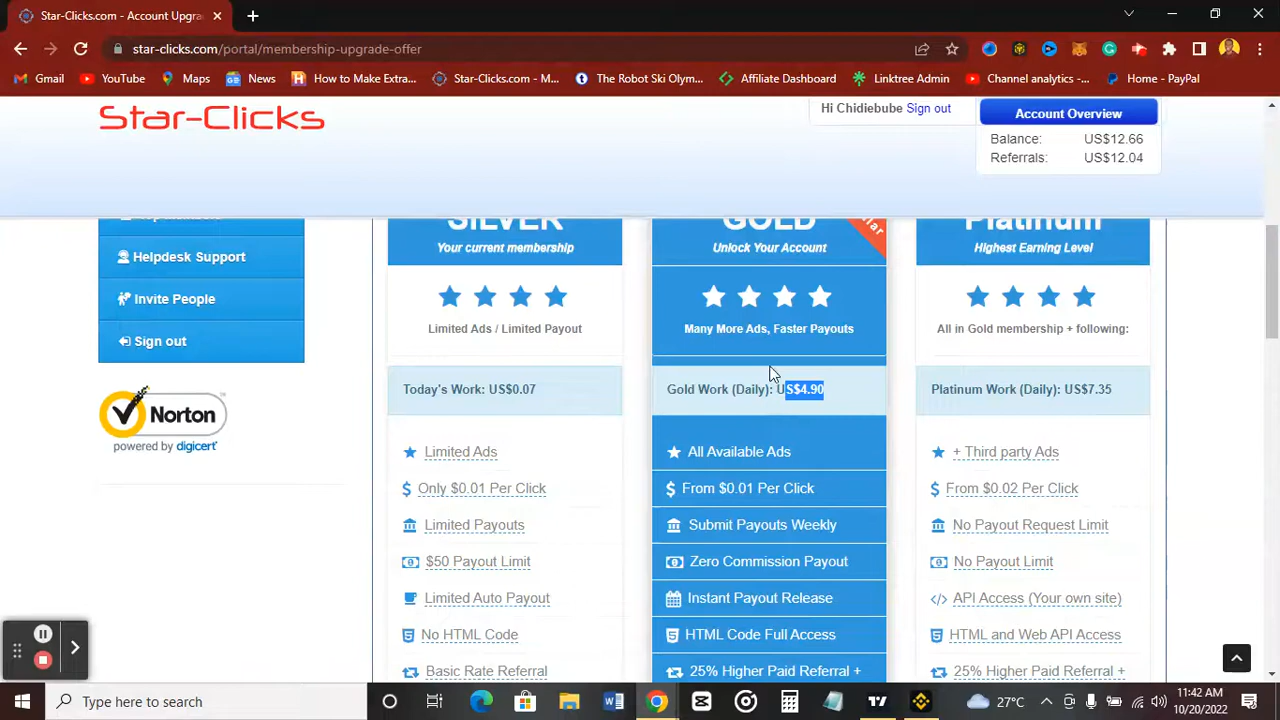 Star-Clicks.com - Account Upgra
star-clicks.com/portal/membership-upgrade-offer
Gmail
YouTube
Maps
News
How to Make Extra...
Star-Clicks.com - M...
The Robot Ski Olym...
Affiliate Dashboard
Linktree Admin
Channel analytics -...
Home - PayPal
Star-Clicks
Hi Chidiebube Sign out
Account Overview
Balance: US$12.66
Referrals: US$12.04
Helpdesk Support
Invite People
Sign out
Norton
powered by digicert
SILVER
Your current membership
Limited Ads / Limited Payout
Today's Work: US$0.07
Limited Ads
Only $0.01 Per Click
Limited Payouts
$50 Payout Limit
Limited Auto Payout
No HTML Code
Basic Rate Referral
GOLD
Unlock Your Account
Many More Ads, Faster Payouts
Gold Work (Daily): US$4.90
All Available Ads
From $0.01 Per Click
Submit Payouts Weekly
Zero Commission Payout
Instant Payout Release
HTML Code Full Access
25% Higher Paid Referral +
Platinum
Highest Earning Level
All in Gold membership + following:
Platinum Work (Daily): US$7.35
+ Third party Ads
From $0.02 Per Click
No Payout Request Limit
No Payout Limit
API Access (Your own site)
HTML and Web API Access
25% Higher Paid Referral +
Type here to search
27°C
11:42 AM
10/20/2022